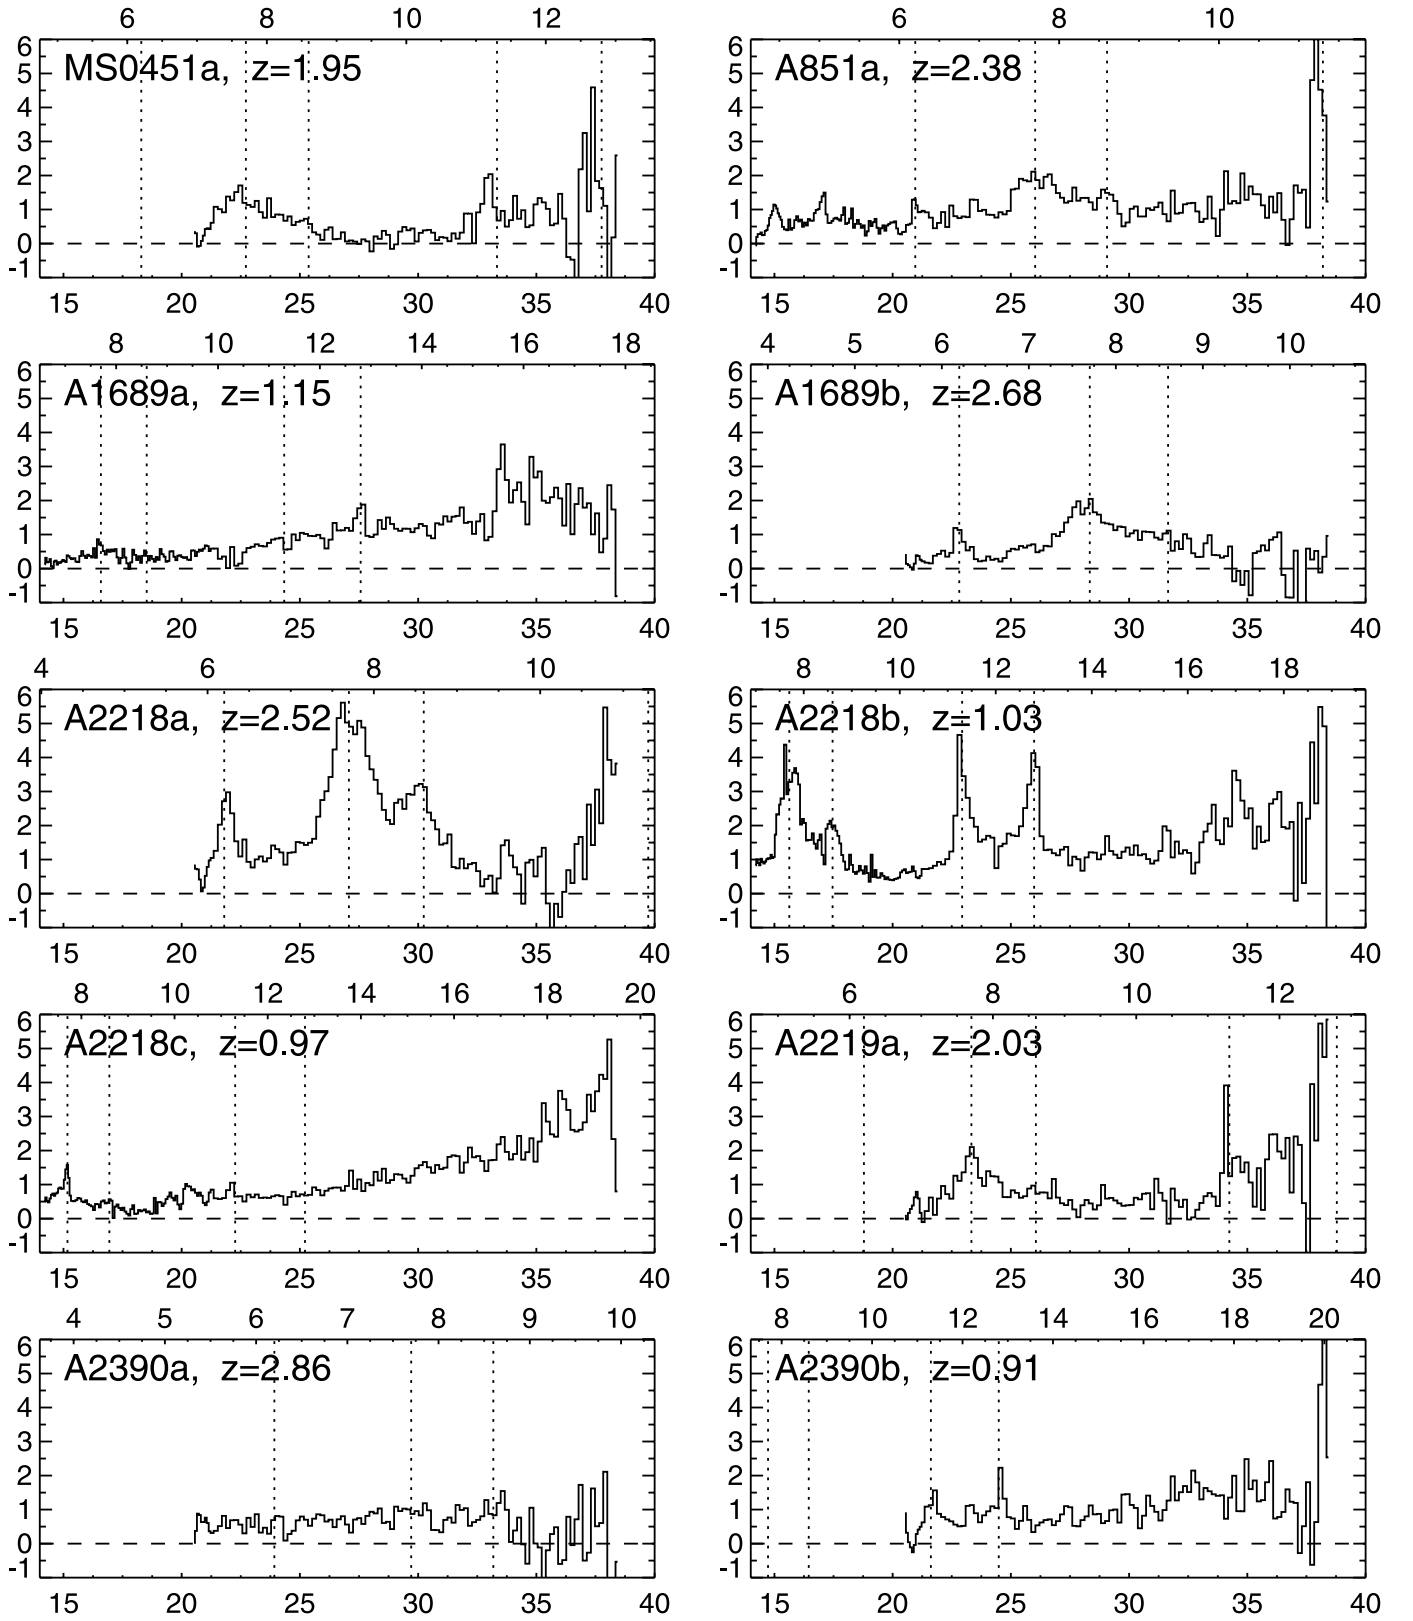 6 8 10 12
6 5 4 3 2 1 0 -1
MS0451a, z=1.95
15 20 25 30 35 40
6 8 10
6 5 4 3 2 1 0 -1
A851a, z=2.38
15 20 25 30 35 40
8 10 12 14 16 18
6 5 4 3 2 1 0 -1
A1689a, z=1.15
15 20 25 30 35 40
4 5 6 7 8 9 10
6 5 4 3 2 1 0 -1
A1689b, z=2.68
15 20 25 30 35 40
4 6 8 10
6 5 4 3 2 1 0 -1
A2218a, z=2.52
15 20 25 30 35 40
8 10 12 14 16 18
6 5 4 3 2 1 0 -1
A2218b, z=1.03
15 20 25 30 35 40
8 10 12 14 16 18 20
6 5 4 3 2 1 0 -1
A2218c, z=0.97
15 20 25 30 35 40
6 8 10 12
6 5 4 3 2 1 0 -1
A2219a, z=2.03
15 20 25 30 35 40
4 5 6 7 8 9 10
6 5 4 3 2 1 0 -1
A2390a, z=2.86
15 20 25 30 35 40
8 10 12 14 16 18 20
6 5 4 3 2 1 0 -1
A2390b, z=0.91
15 20 25 30 35 40